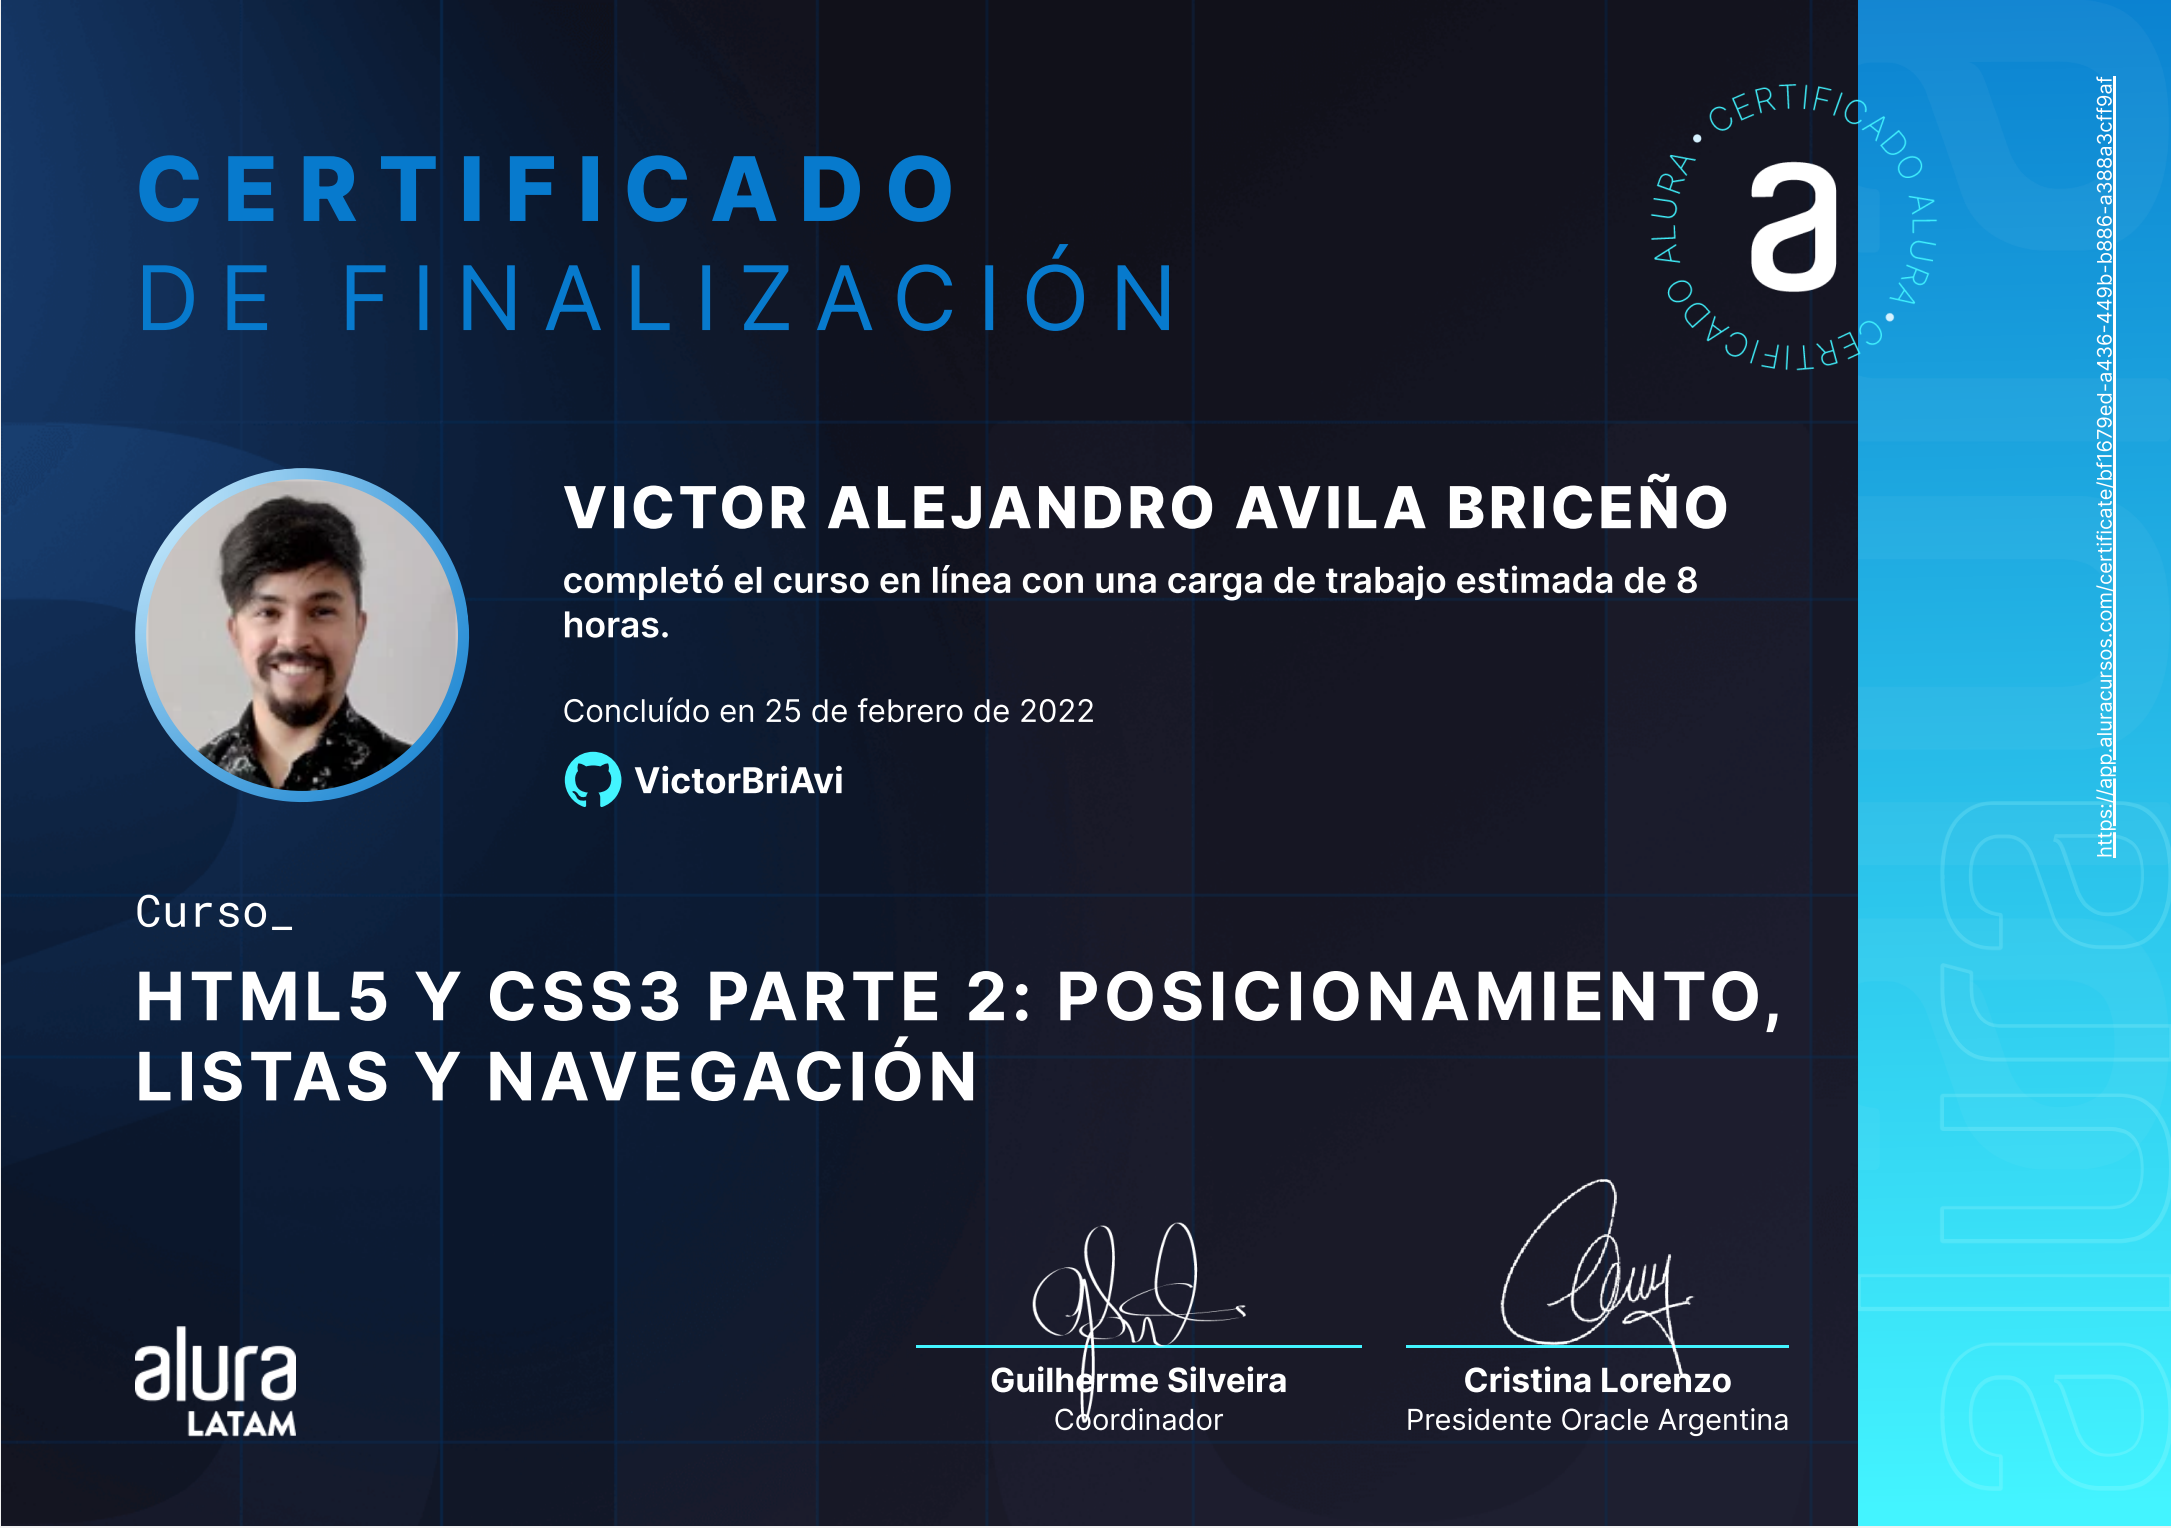 CERTIFICADO
DE FINALIZACIÓN
CERTIFICADO ALURA • CERTIFICADO ALURA •
a
https://app.aluracursos.com/certificate/bf1679ed-a436-449b-b886-a388a3cff9af
VICTOR ALEJANDRO AVILA BRICEÑO
completó el curso en línea con una carga de trabajo estimada de 8
horas.
Concluído en 25 de febrero de 2022
VictorBriAvi
Curso_
HTML5 Y CSS3 PARTE 2: POSICIONAMIENTO,
LISTAS Y NAVEGACIÓN
alura
LATAM
Guilherme Silveira
Coordinador
Cristina Lorenzo
Presidente Oracle Argentina
alura